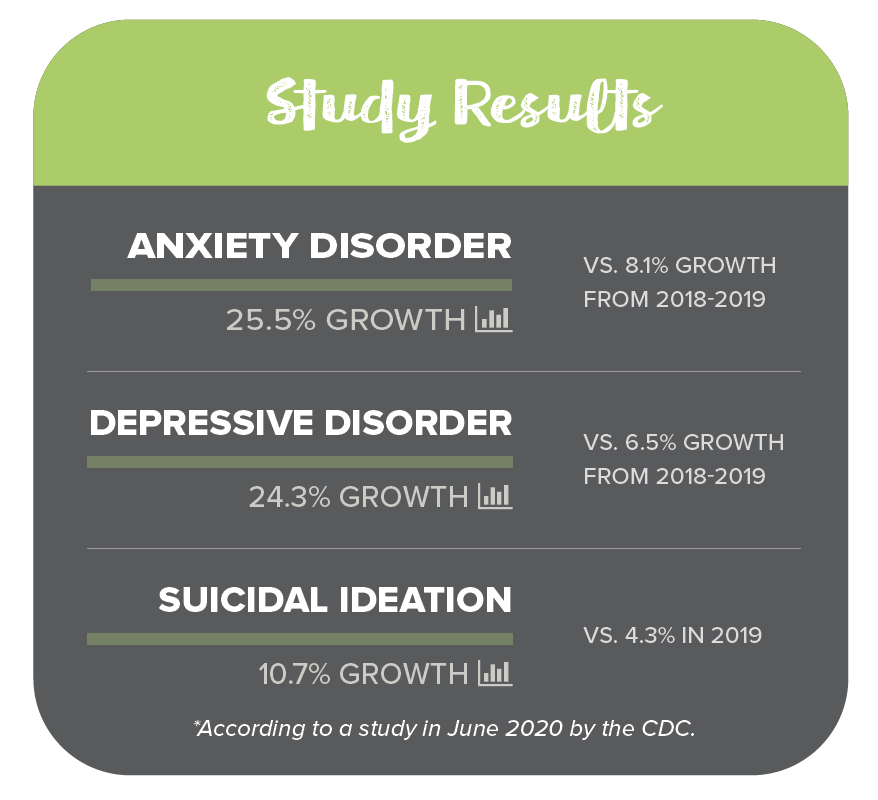 Study Results
ANXIETY DISORDER
25.5% GROWTH
VS. 8.1% GROWTH
FROM 2018-2019
DEPRESSIVE DISORDER
24.3% GROWTH
VS. 6.5% GROWTH
FROM 2018-2019
SUICIDAL IDEATION
10.7% GROWTH
VS. 4.3% IN 2019
*According to a study in June 2020 by the CDC.